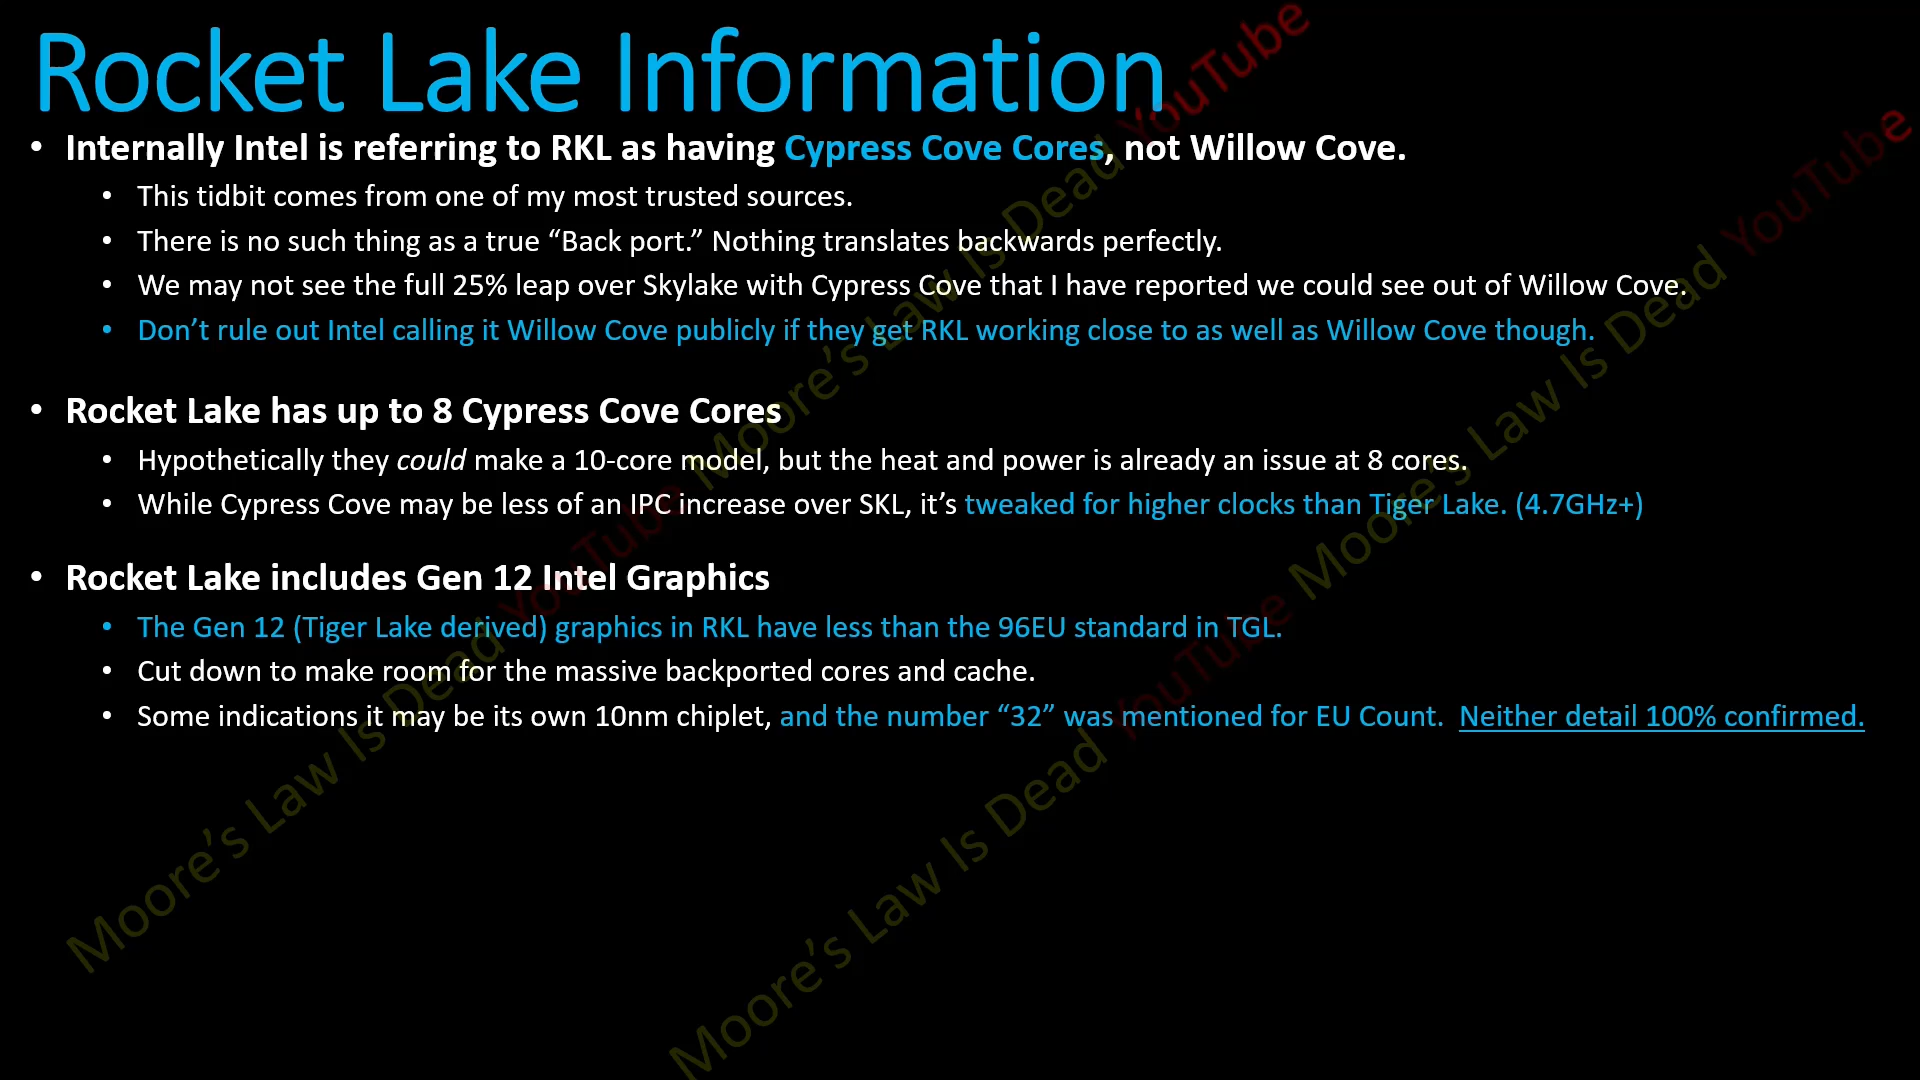 Rocket Lake Information
• Internally Intel is referring to RKL as having Cypress Cove Cores, not Willow Cove.
• This tidbit comes from one of my most trusted sources.
• There is no such thing as a true “Back port.” Nothing translates backwards perfectly.
• We may not see the full 25% leap over Skylake with Cypress Cove that I have reported we could see out of Willow Cove.
• Don’t rule out Intel calling it Willow Cove publicly if they get RKL working close to as well as Willow Cove though.
• Rocket Lake has up to 8 Cypress Cove Cores
• Hypothetically they could make a 10-core model, but the heat and power is already an issue at 8 cores.
• While Cypress Cove may be less of an IPC increase over SKL, it’s tweaked for higher clocks than Tiger Lake. (4.7GHz+)
• Rocket Lake includes Gen 12 Intel Graphics
• The Gen 12 (Tiger Lake derived) graphics in RKL have less than the 96EU standard in TGL.
• Cut down to make room for the massive backported cores and cache.
• Some indications it may be its own 10nm chiplet, and the number “32” was mentioned for EU Count. Neither detail 100% confirmed.
Moore’s Law Is Dead YouTube Moore’s Law Is Dead YouTube
Moore’s Law Is Dead YouTube Moore’s Law Is Dead YouTube